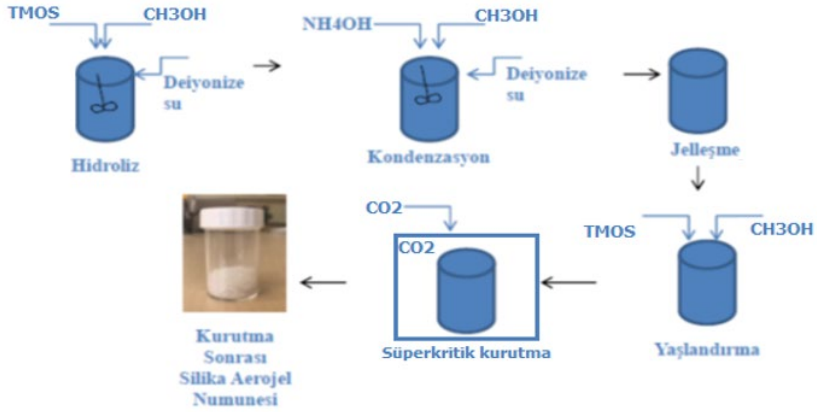 TMOS
CH3OH
Deiyonize
su
Hidroliz
NH4OH
CH3OH
Deiyonize
su
Kondenzasyon
Jelleşme
TMOS
CH3OH
Yaşlandırma
CO2
CO2
Süperkritik kurutma
Kurutma
Sonrası
Silika Aerojel
Numunesi